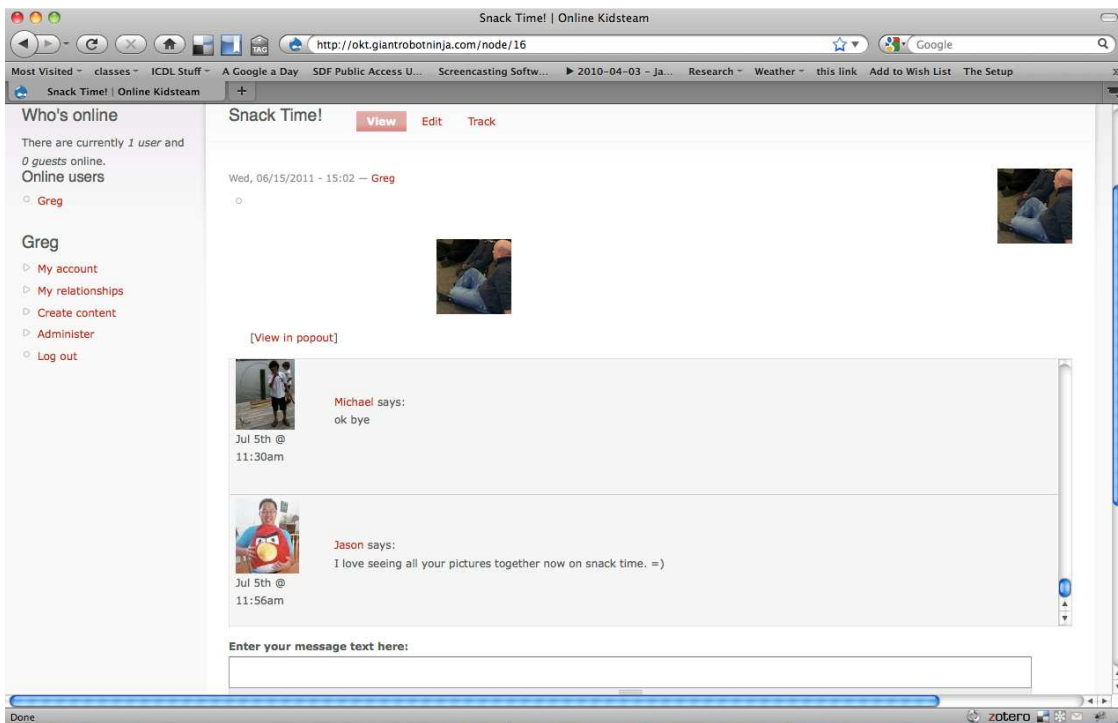 Snack Time! | Online Kidsteam
TAG
http://okt.giantrobotninja.com/node/16
Google
Most Visited classes ICDL Stuff A Google a Day SDF Public Access U... Screencasting Softw... ▶ 2010-04-03 – Ja... Research Weather this link Add to Wish List The Setup
Snack Time! | Online Kidsteam +
Who's online
There are currently 1 user and
0 guests online.
Online users
Greg
Greg
My account
My relationships
Create content
Administer
Log out
Snack Time! View Edit Track
Wed, 06/15/2011 - 15:02 — Greg
[View in popout]
Michael says:
ok bye
Jul 5th @
11:30am
Jason says:
I love seeing all your pictures together now on snack time. =)
Jul 5th @
11:56am
Enter your message text here:
Done
zotero